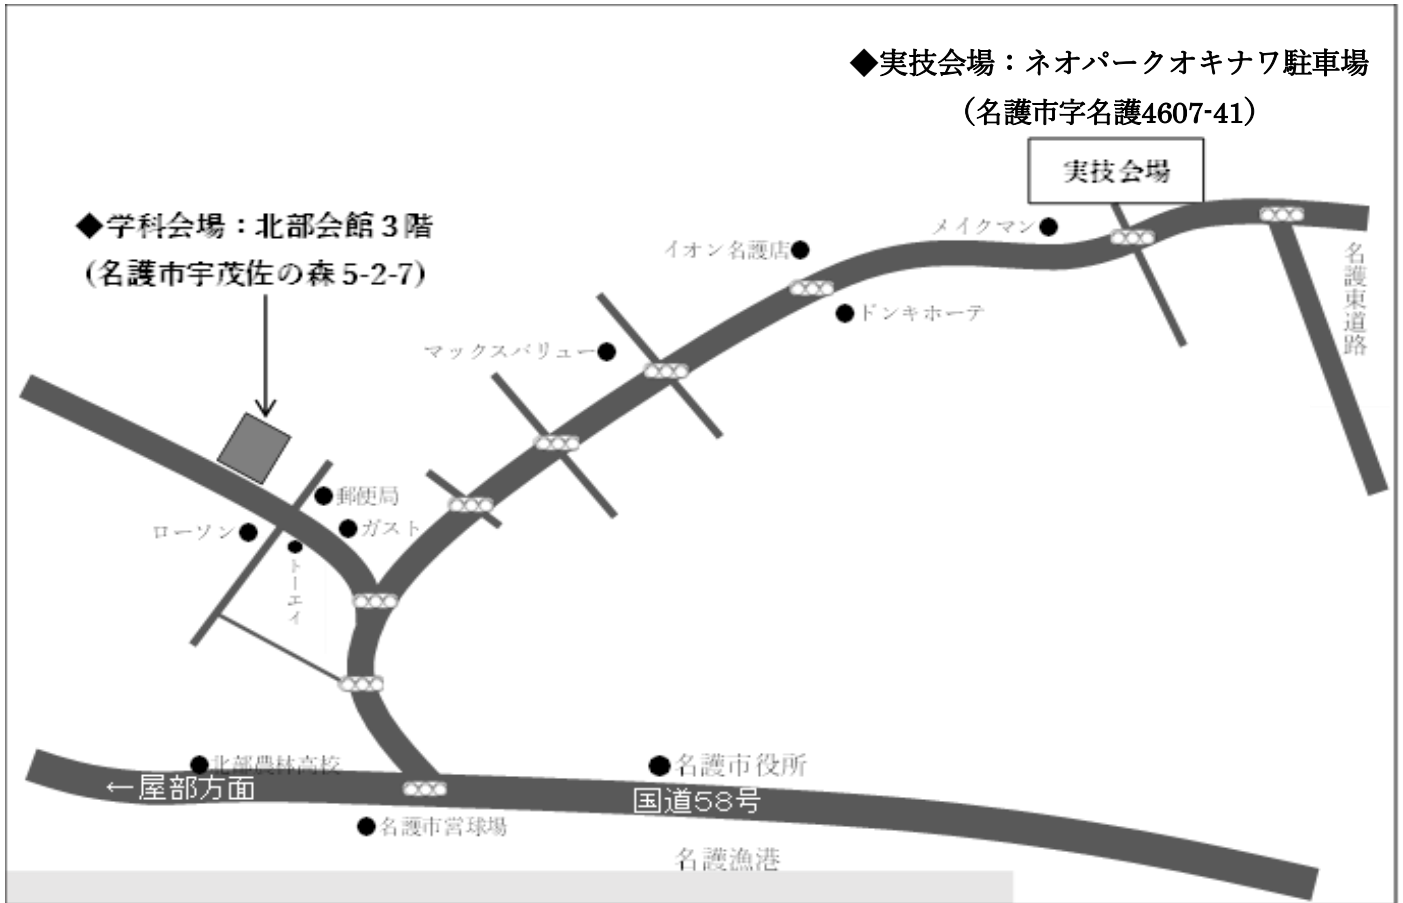 ◆実技会場：ネオパークオキナワ駐車場
（名護市字名護4607-41）
実技会場
◆学科会場：北部会館３階
(名護市宇茂佐の森 5-2-7)
メイクマン
イオン名護店
名護東道路
ドンキホーテ
マックスバリュー
郵便局
ローソン
ガスト
トーエイ
北部農林高校
名護市役所
←屋部方面
国道58号
名護市営球場
名護漁港